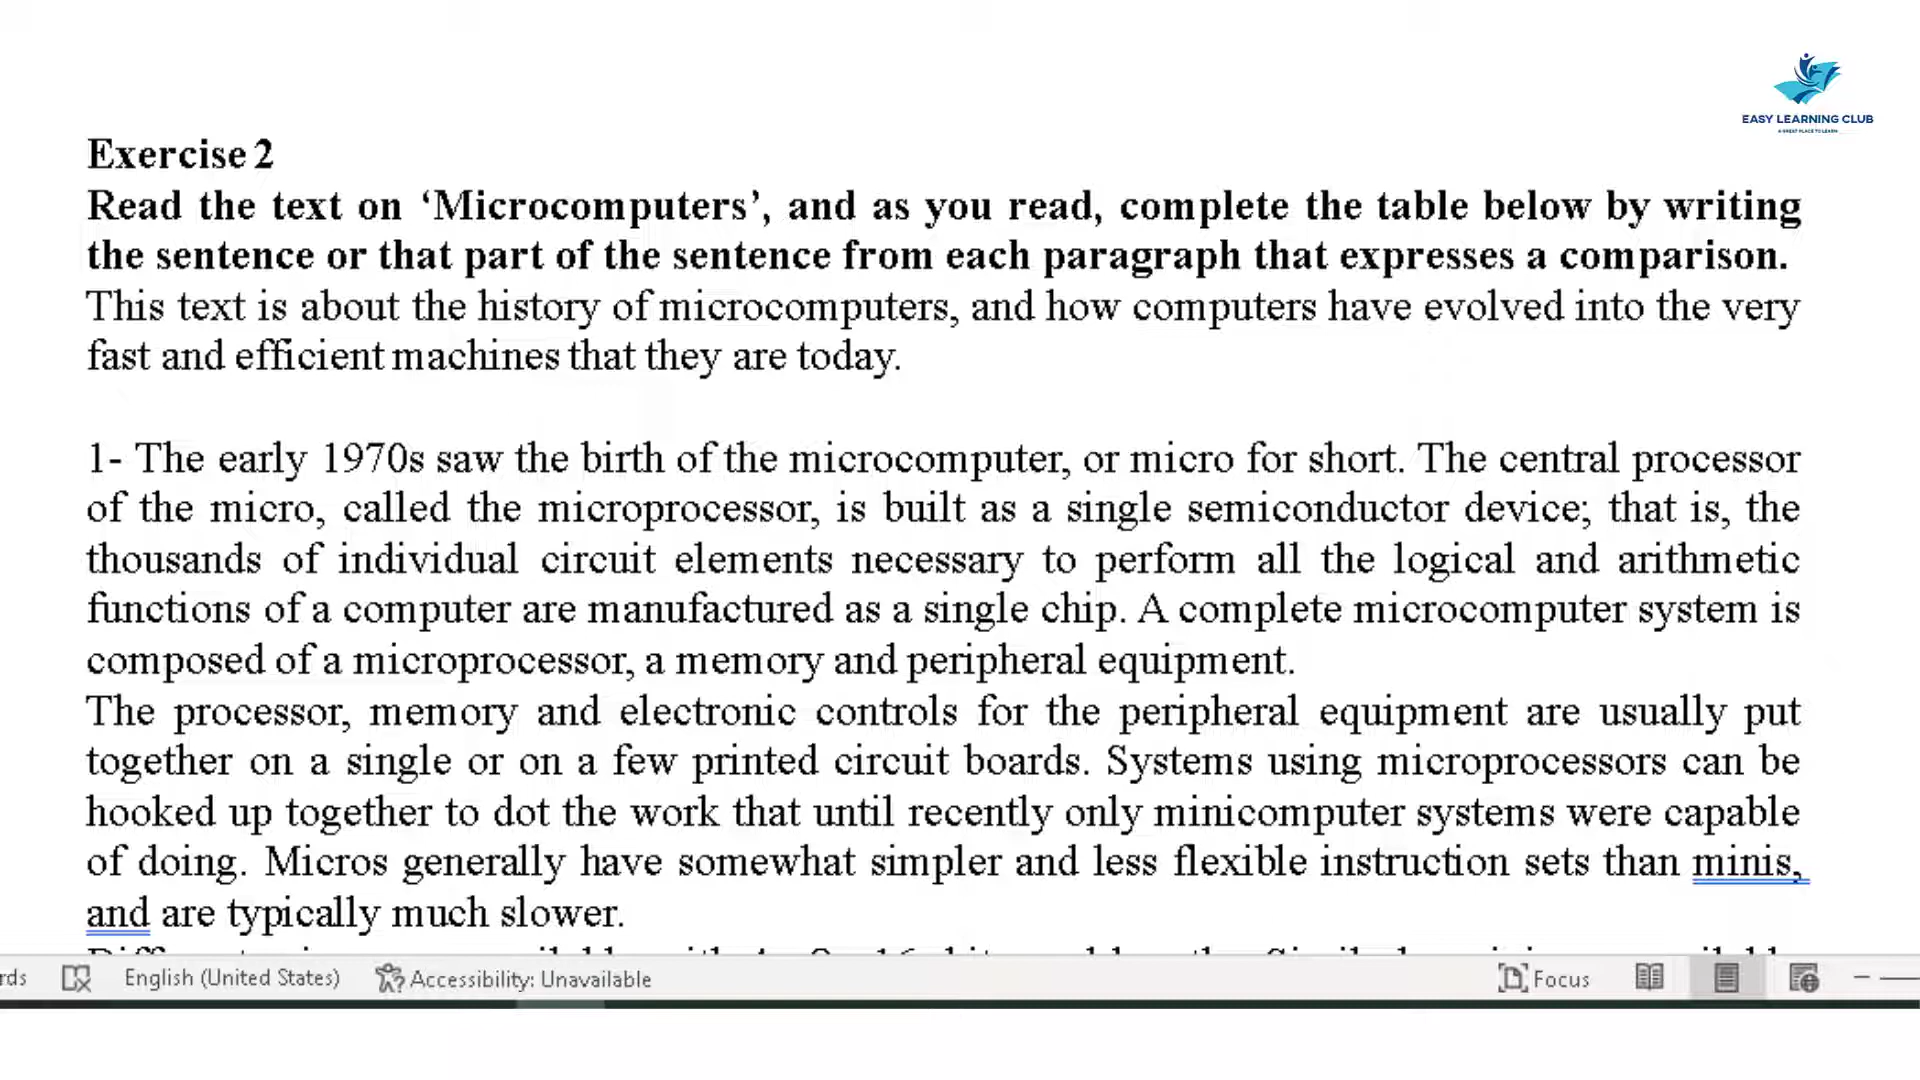 EASY LEARNING CLUB
A GREAT PLACE TO LEARN
Exercise 2
Read the text on ‘Microcomputers’, and as you read, complete the table below by writing
the sentence or that part of the sentence from each paragraph that expresses a comparison.
This text is about the history of microcomputers, and how computers have evolved into the very
fast and efficient machines that they are today.
1- The early 1970s saw the birth of the microcomputer, or micro for short. The central processor
of the micro, called the microprocessor, is built as a single semiconductor device; that is, the
thousands of individual circuit elements necessary to perform all the logical and arithmetic
functions of a computer are manufactured as a single chip. A complete microcomputer system is
composed of a microprocessor, a memory and peripheral equipment.
The processor, memory and electronic controls for the peripheral equipment are usually put
together on a single or on a few printed circuit boards. Systems using microprocessors can be
hooked up together to dot the work that until recently only minicomputer systems were capable
of doing. Micros generally have somewhat simpler and less flexible instruction sets than minis,
and are typically much slower.
rds English (United States) Accessibility: Unavailable Focus